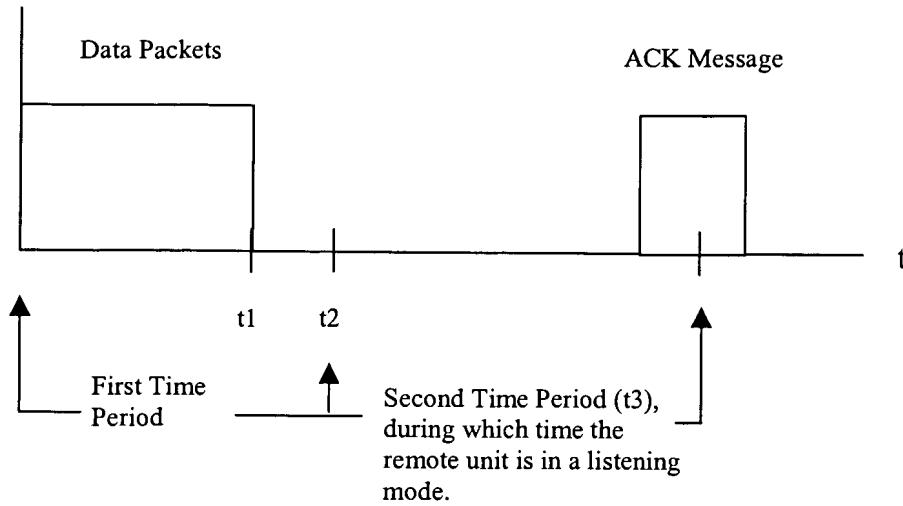 Data Packets
ACK Message
t
t1
t2
First Time
Period
Second Time Period (t3),
during which time the
remote unit is in a listening
mode.